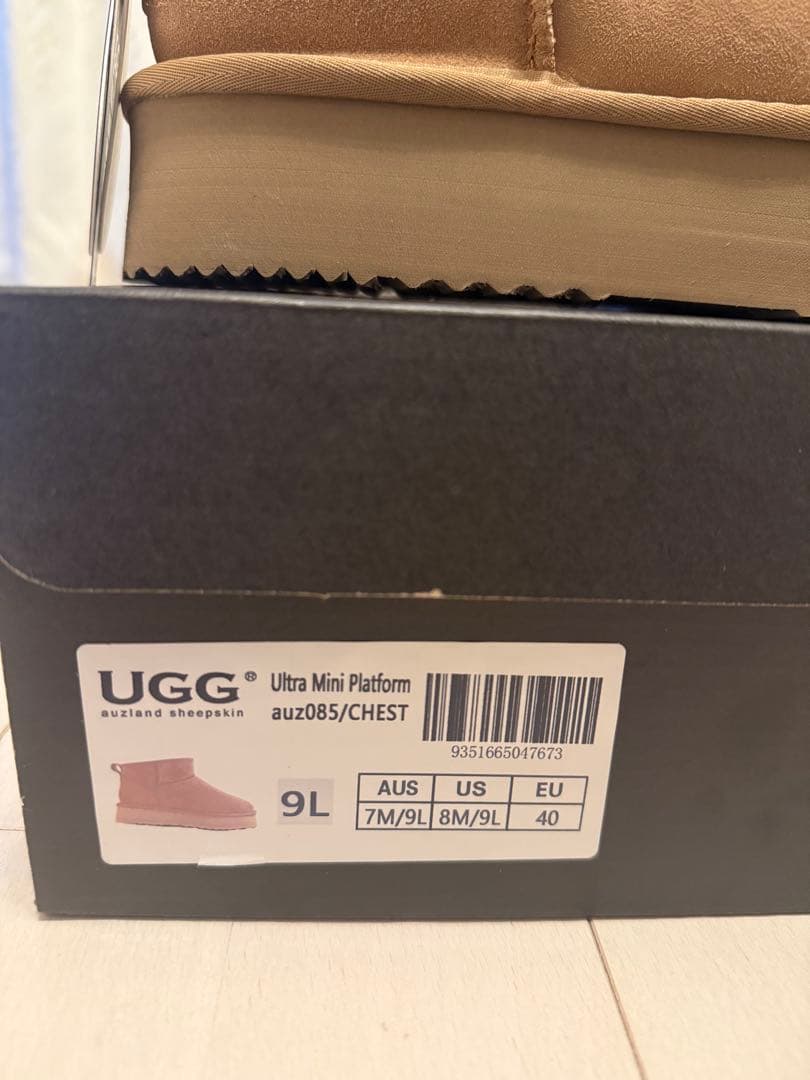 UGG® Ultra Mini Platform
auzland sheepskin auz085/CHEST
9351665047673
9L
AUS US EU
7M/9L 8M/9L 40